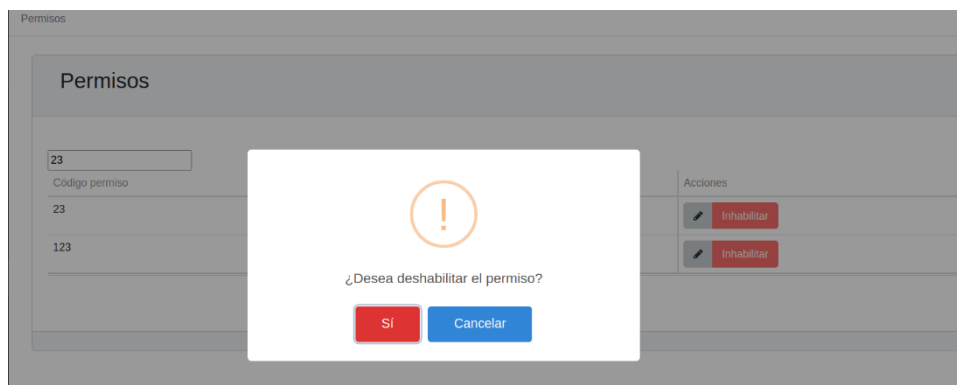 Permisos
Permisos
23
Código permiso
Acciones
23
Inhabilitar
123
Inhabilitar
!
¿Desea deshabilitar el permiso?
Sí
Cancelar